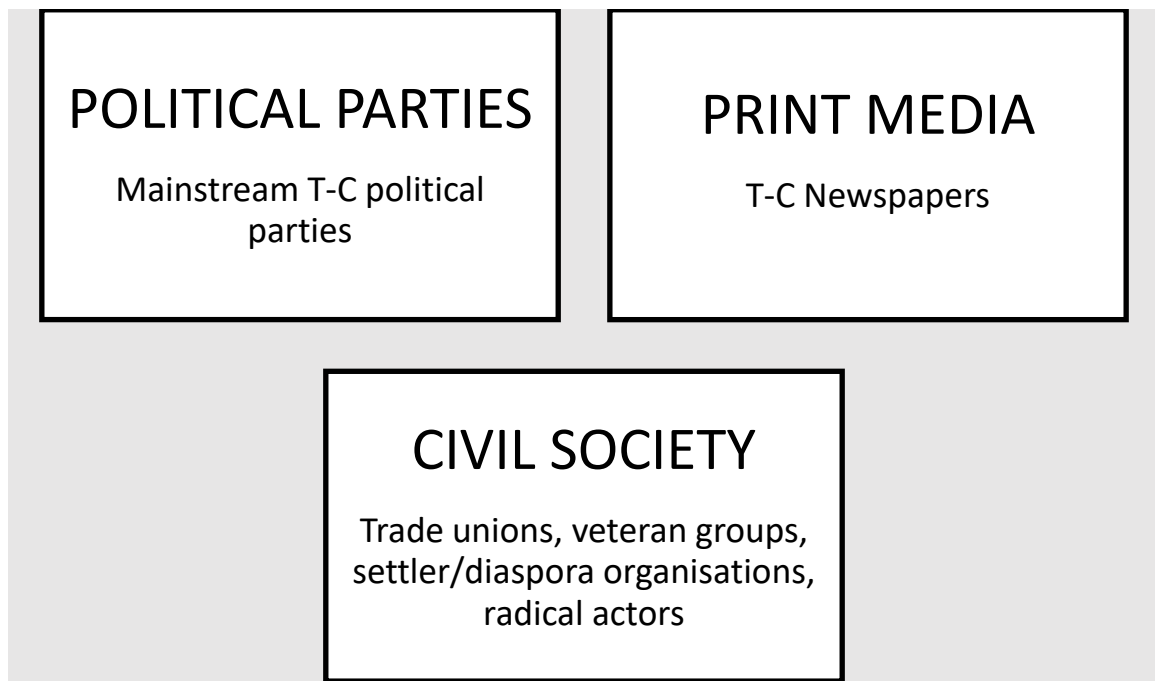 POLITICAL PARTIES
Mainstream T-C political
parties
PRINT MEDIA
T-C Newspapers
CIVIL SOCIETY
Trade unions, veteran groups,
settler/diaspora organisations,
radical actors